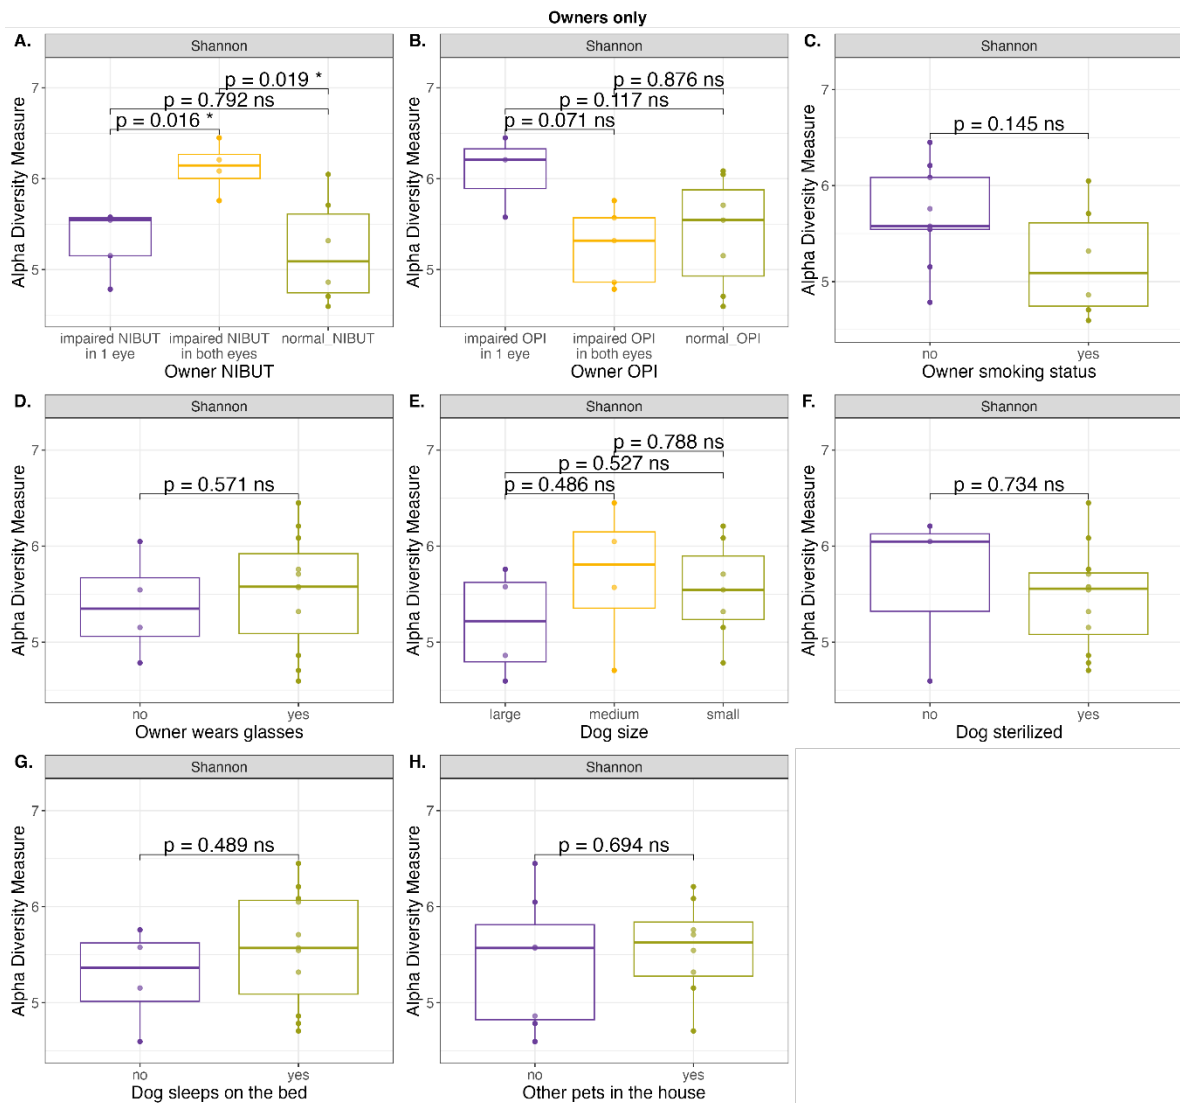 Owners only
A.
Shannon
Alpha Diversity Measure
7
6
5
p = 0.019 *
p = 0.792 ns
p = 0.016 *
impaired NIBUT
in 1 eye
impaired NIBUT
in both eyes
normal_NIBUT
Owner NIBUT
B.
Shannon
Alpha Diversity Measure
7
6
5
p = 0.876 ns
p = 0.117 ns
p = 0.071 ns
impaired OPI
in 1 eye
impaired OPI
in both eyes
normal_OPI
Owner OPI
C.
Shannon
Alpha Diversity Measure
7
6
5
p = 0.145 ns
no
yes
Owner smoking status
D.
Shannon
Alpha Diversity Measure
7
6
5
p = 0.571 ns
no
yes
Owner wears glasses
E.
Shannon
Alpha Diversity Measure
7
6
5
p = 0.788 ns
p = 0.527 ns
p = 0.486 ns
large
medium
small
Dog size
F.
Shannon
Alpha Diversity Measure
7
6
5
p = 0.734 ns
no
yes
Dog sterilized
G.
Shannon
Alpha Diversity Measure
7
6
5
p = 0.489 ns
no
yes
Dog sleeps on the bed
H.
Shannon
Alpha Diversity Measure
7
6
5
p = 0.694 ns
no
yes
Other pets in the house